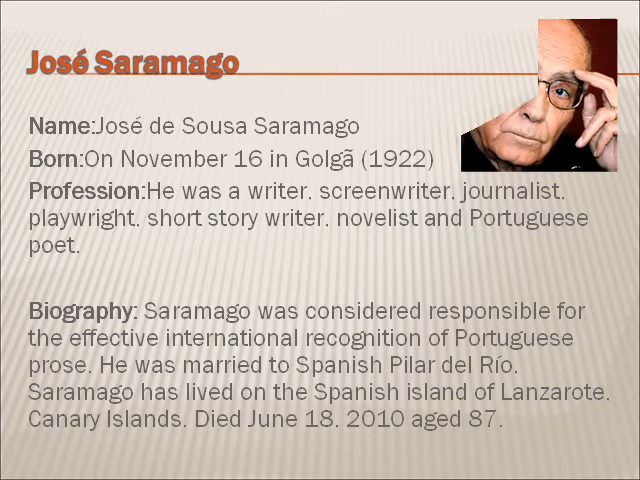 José Saramago
Name:José de Sousa Saramago
Born:On November 16 in Golgã (1922)
Profession:He was a writer, screenwriter, journalist,
playwright, short story writer, novelist and Portuguese
poet.
Biography: Saramago was considered responsible for
the effective international recognition of Portuguese
prose. He was married to Spanish Pilar del Río.
Saramago has lived on the Spanish island of Lanzarote,
Canary Islands. Died June 18, 2010 aged 87.